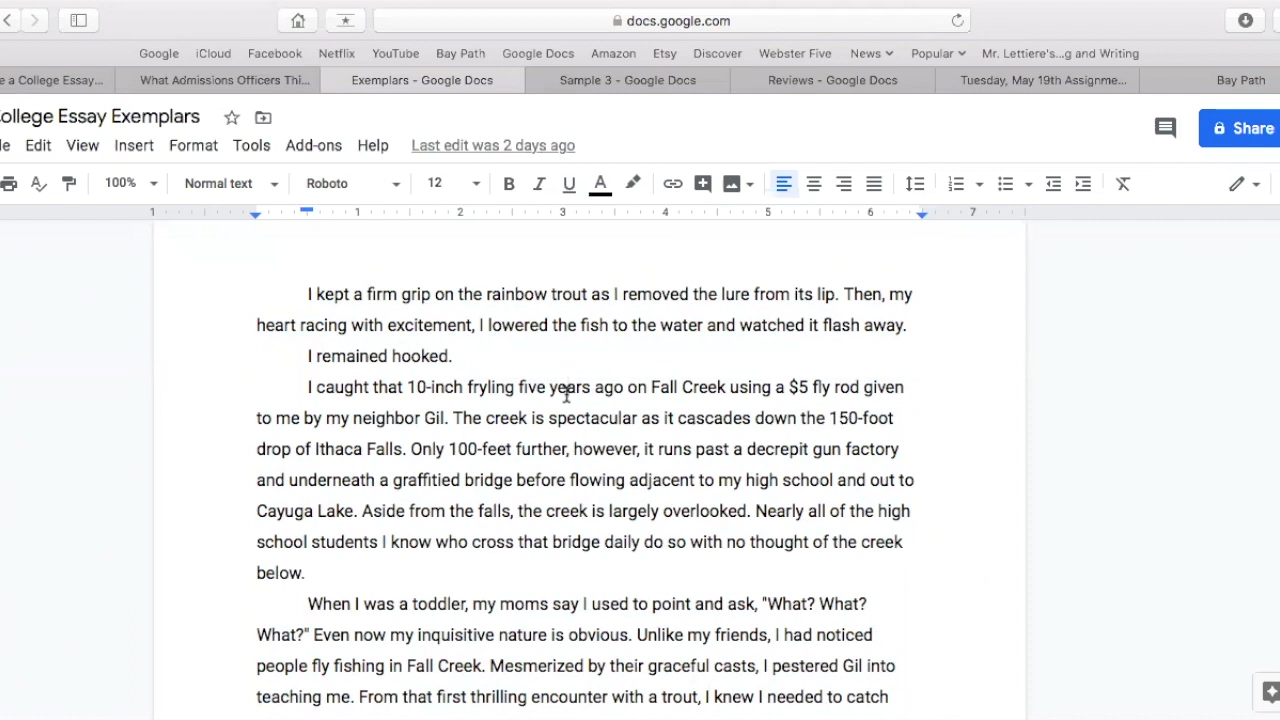 docs.google.com
Google iCloud Facebook Netflix YouTube Bay Path Google Docs Amazon Etsy Discover Webster Five News Popular Mr. Lettiere's...g and Writing
e a College Essay... What Admissions Officers Thi... Exemplars - Google Docs Sample 3 - Google Docs Reviews - Google Docs Tuesday, May 19th Assignme... Bay Path
ollege Essay Exemplars
le Edit View Insert Format Tools Add-ons Help Last edit was 2 days ago
Share
100% Normal text Roboto 12 B I U A
1 1 2 3 4 5 6 7
I kept a firm grip on the rainbow trout as I removed the lure from its lip. Then, my
heart racing with excitement, I lowered the fish to the water and watched it flash away.
I remained hooked.
I caught that 10-inch fryling five years ago on Fall Creek using a $5 fly rod given
to me by my neighbor Gil. The creek is spectacular as it cascades down the 150-foot
drop of Ithaca Falls. Only 100-feet further, however, it runs past a decrepit gun factory
and underneath a graffitied bridge before flowing adjacent to my high school and out to
Cayuga Lake. Aside from the falls, the creek is largely overlooked. Nearly all of the high
school students I know who cross that bridge daily do so with no thought of the creek
below.
When I was a toddler, my moms say I used to point and ask, "What? What?
What?" Even now my inquisitive nature is obvious. Unlike my friends, I had noticed
people fly fishing in Fall Creek. Mesmerized by their graceful casts, I pestered Gil into
teaching me. From that first thrilling encounter with a trout, I knew I needed to catch